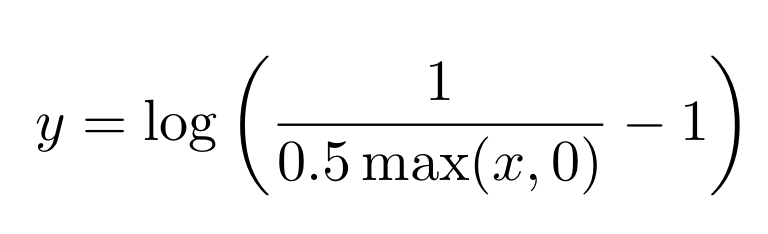 y = log ( 1 / 0.5 max(x, 0) − 1 )